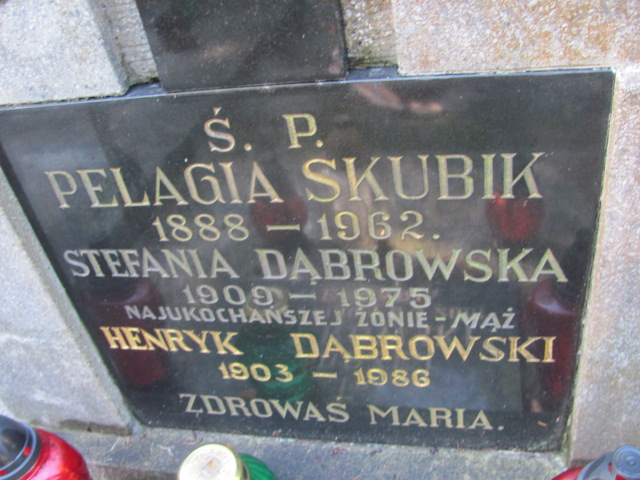 Ś. P.
PELAGIA SKUBIK
1888 – 1962.
STEFANIA DĄBROWSKA
1909 – 1975
NAJUKOCHAŃSZEJ ŻONIE – MĄŻ
HENRYK DĄBROWSKI
1903 – 1986
ZDROWAŚ MARIA.